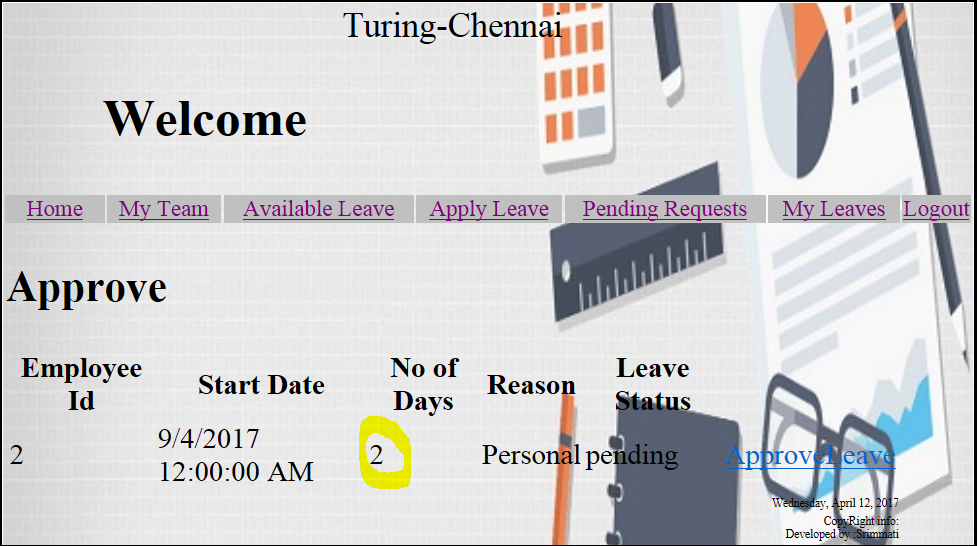 Turing-Chennai
Welcome
Home My Team Available Leave Apply Leave Pending Requests My Leaves Logout
Approve
Employee Id Start Date No of Days Reason Leave Status
2 9/4/2017 12:00:00 AM 2 Personal pending ApproveLeave
Wednesday, April 12, 2017
CopyRight info:
Developed by :Srimmati